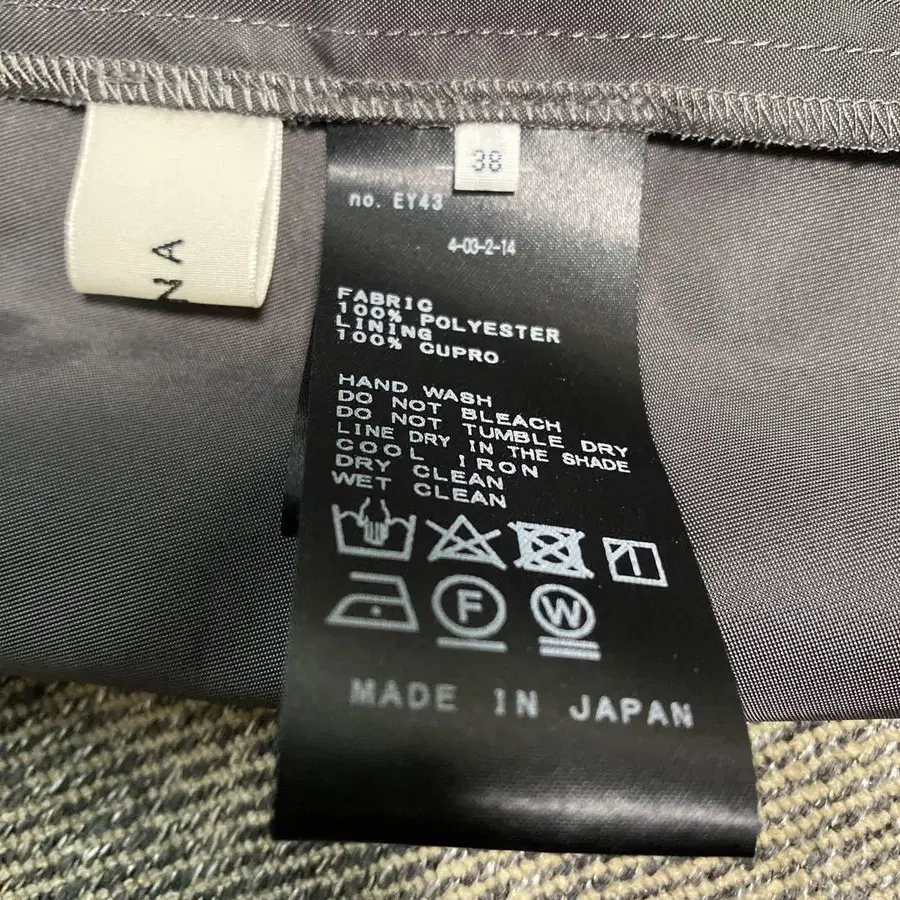 NA
38
no. EY43
4-03-2-14
FABRIC
100% POLYESTER
LINING
100% CUPRO
HAND WASH
DO NOT BLEACH
DO NOT TUMBLE DRY
LINE DRY IN THE SHADE
COOL IRON
DRY CLEAN
WET CLEAN
F
W
MADE IN JAPAN